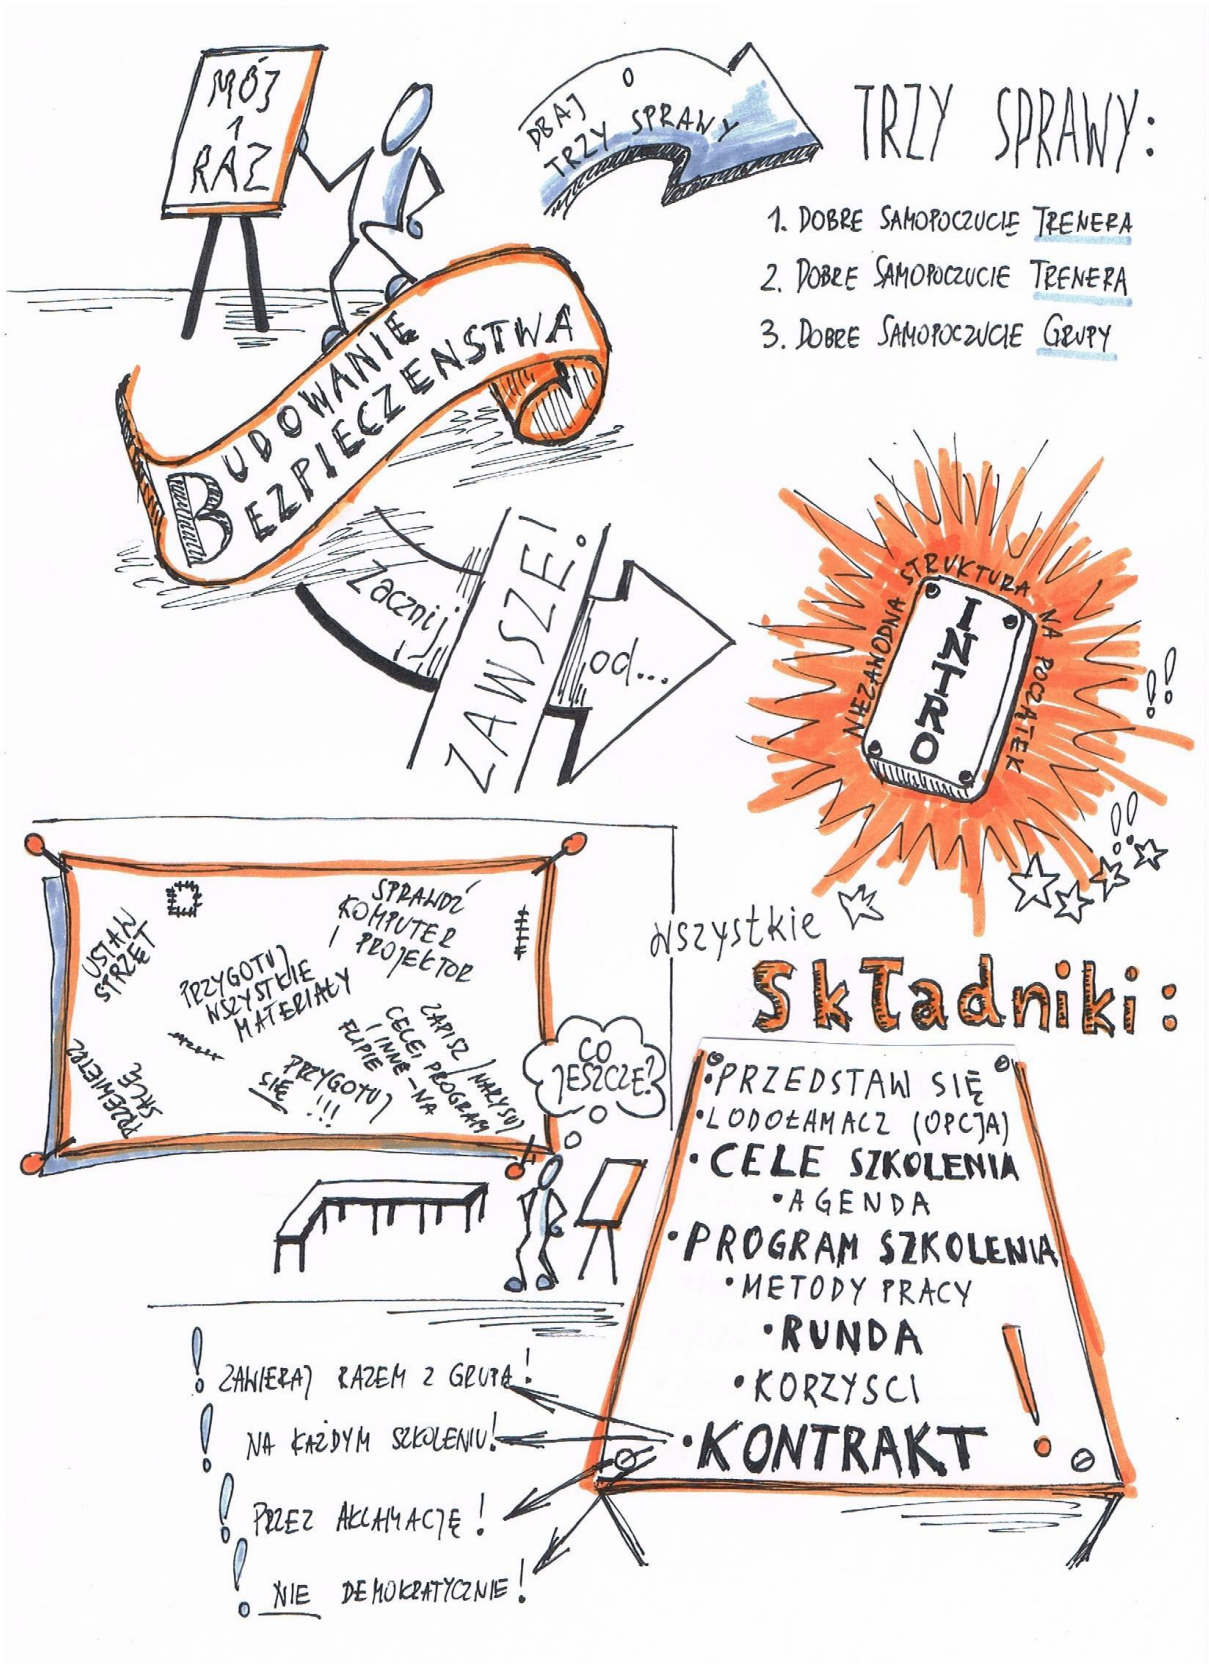 MÓJ
1
RAZ
DBAJ O
TRZY SPRAWY
TRZY SPRAWY:
1. DOBRE SAMOPOCZUCIE TRENERA
2. DOBRE SAMOPOCZUCIE TRENERA
3. DOBRE SAMOPOCZUCIE GRUPY
BUDOWANIE
BEZPIECZEŃSTWA
Zacznij
ZAWSZE!
od...
NIEZAWODNA STRUKTURA NA POCZĄTEK
INTRO
!!
!!
USTAW
SPRZĘT
SPRAWDŹ
KOMPUTER
I PROJEKTOR
PRZYGOTUJ
WSZYSTKIE
MATERIAŁY
ZAPISZ / NARYSUJ
CELE, PROGRAM
I INNE - NA
FLIPIE
PRZEWIETRZ
SALĘ
PRZYGOTUJ
SIĘ !!!
CO
JESZCZE?
wszystkie
Składniki:
• PRZEDSTAW SIĘ
• LODOŁAMACZ (OPCJA)
• CELE SZKOLENIA
• AGENDA
• PROGRAM SZKOLENIA
• METODY PRACY
• RUNDA
• KORZYSCI
• KONTRAKT !
! ZAWIERAJ RAZEM Z GRUPĄ!
! NA KAŻDYM SZKOLENIU!
! PRZEZ AKLAMACJĘ!
! NIE DEMOKRATYCZNIE!